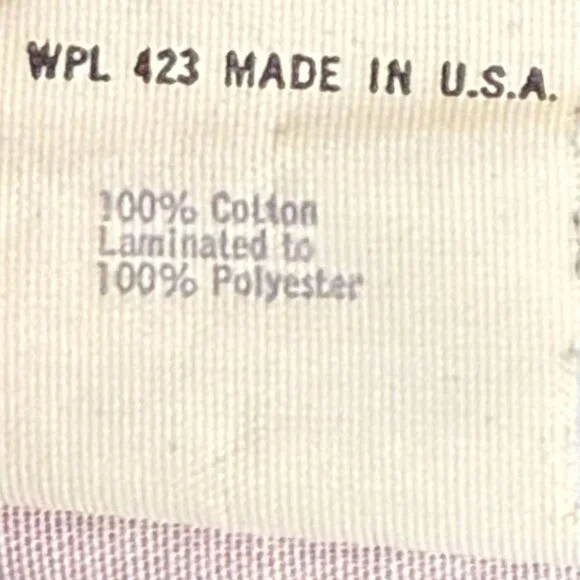 WPL 423 MADE IN U.S.A.
100% Cotton
Laminated to
100% Polyester